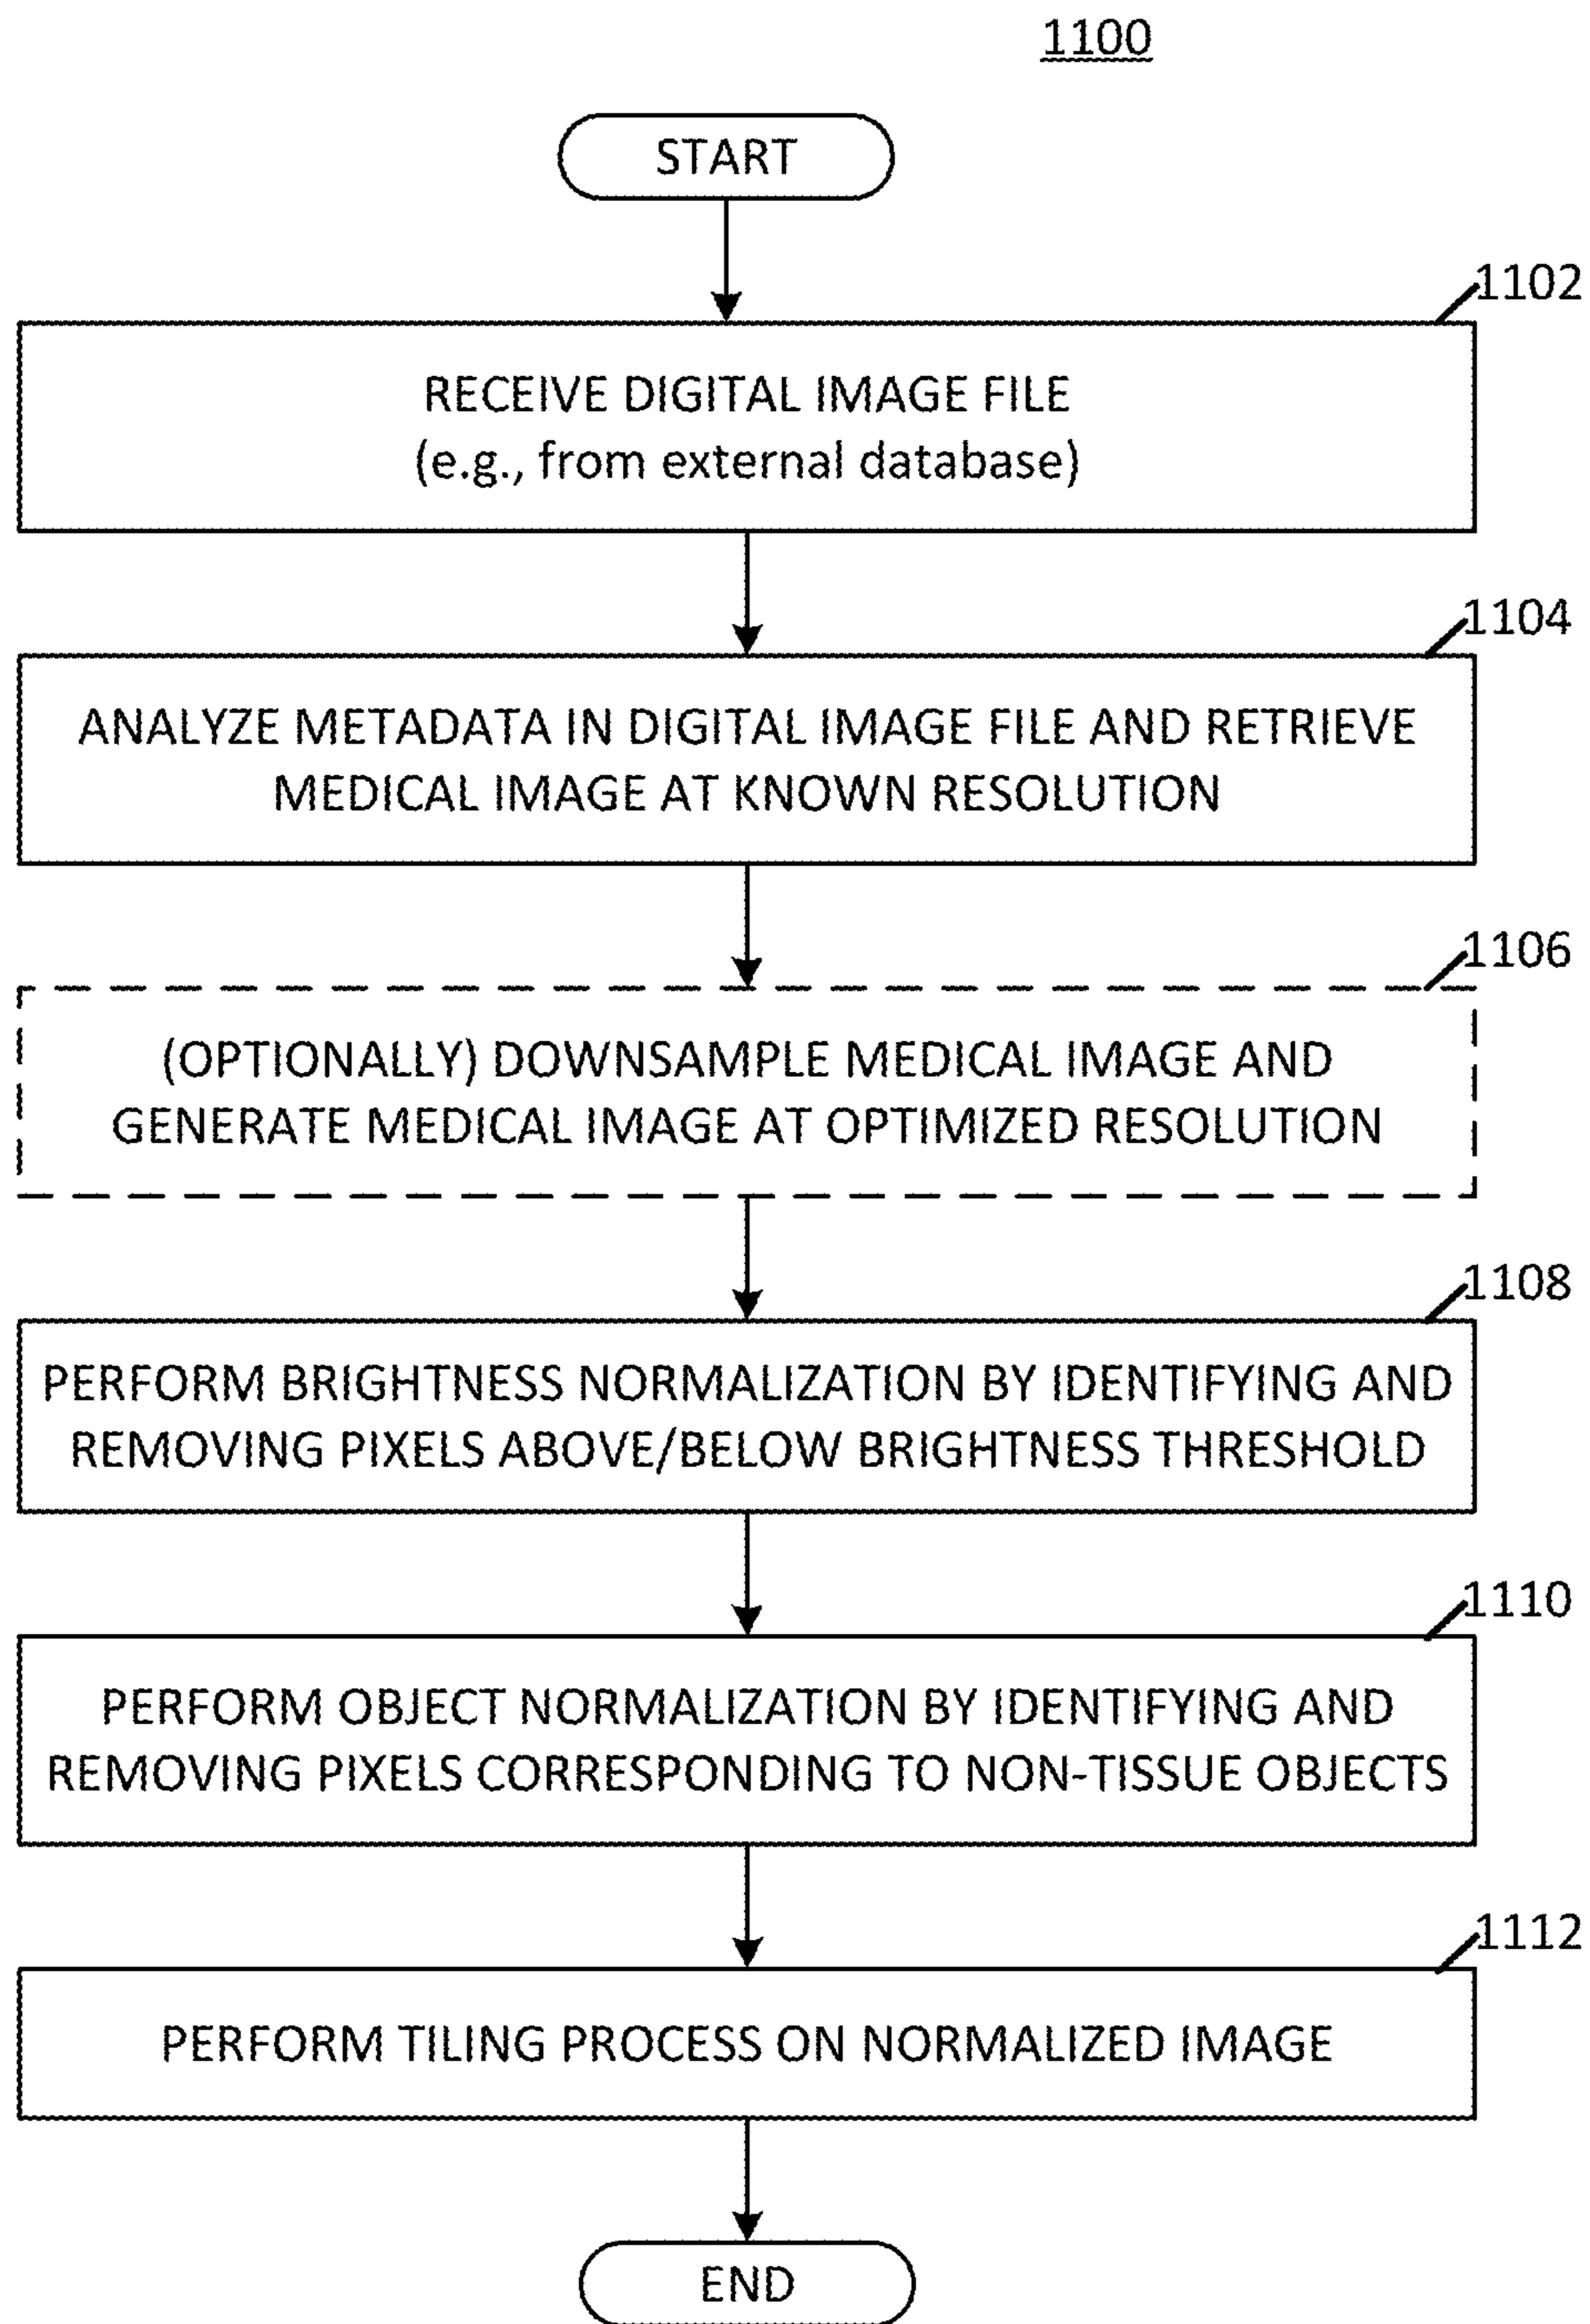 1100
START
1102
RECEIVE DIGITAL IMAGE FILE
(e.g., from external database)
1104
ANALYZE METADATA IN DIGITAL IMAGE FILE AND RETRIEVE
MEDICAL IMAGE AT KNOWN RESOLUTION
1106
(OPTIONALLY) DOWNSAMPLE MEDICAL IMAGE AND
GENERATE MEDICAL IMAGE AT OPTIMIZED RESOLUTION
1108
PERFORM BRIGHTNESS NORMALIZATION BY IDENTIFYING AND
REMOVING PIXELS ABOVE/BELOW BRIGHTNESS THRESHOLD
1110
PERFORM OBJECT NORMALIZATION BY IDENTIFYING AND
REMOVING PIXELS CORRESPONDING TO NON-TISSUE OBJECTS
1112
PERFORM TILING PROCESS ON NORMALIZED IMAGE
END